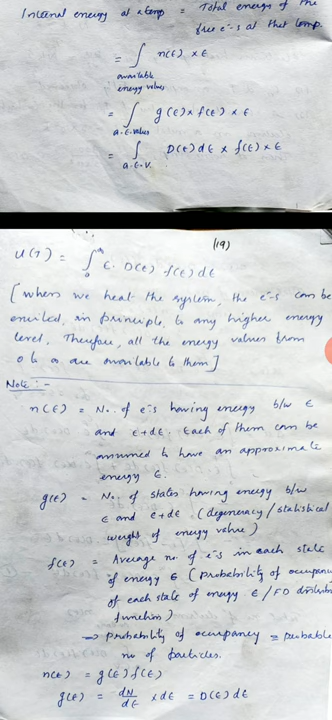 Internal energy at a temp = Total energy of the
free e⁻s at that temp
= ∫ n(ϵ) × ϵ
available
energy values
= ∫ g(ϵ) × f(ϵ) × ϵ
a.E.values
= ∫ D(ϵ) dϵ × f(ϵ) × ϵ
a.E.V.
(19)
U(T) = ∫₀^∞ ϵ. D(ϵ) f(ϵ) dϵ
[when we heat the system, the e⁻s can be
excited, in principle, to any higher energy
level. Therefore, all the energy values from
0 to ∞ are available to them]
Note :-
n(ϵ) = No. of e⁻s having energy b/w ϵ
and ϵ+dϵ. Each of them can be
assumed to have an approximate
energy ϵ.
g(ϵ) = No. of states having energy b/w
ϵ and ϵ+dϵ (degeneracy / statistical
weight of energy value)
f(ϵ) = Average no. of e⁻s in each state
of energy ϵ (Probability of occupan
of each state of energy ϵ / FD distrib
function)
⇒ probability of occupancy = probable
no of particles.
n(ϵ) = g(ϵ) f(ϵ)
g(ϵ) = dN/dϵ × dϵ = D(ϵ) dϵ